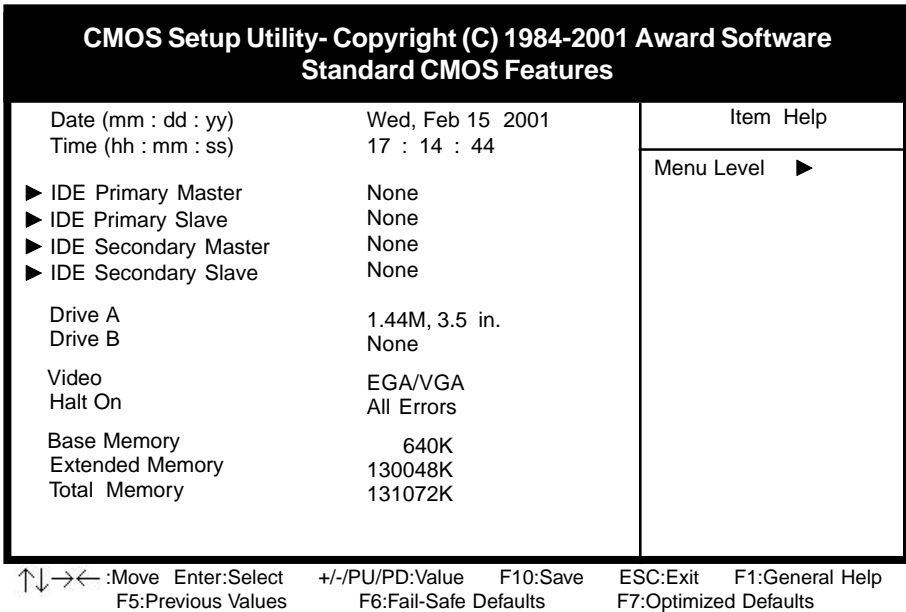 CMOS Setup Utility- Copyright (C) 1984-2001 Award Software
Standard CMOS Features
Date (mm : dd : yy) Wed, Feb 15 2001
Time (hh : mm : ss) 17 : 14 : 44
Item Help
Menu Level ▶
▶ IDE Primary Master None
▶ IDE Primary Slave None
▶ IDE Secondary Master None
▶ IDE Secondary Slave None
Drive A 1.44M, 3.5 in.
Drive B None
Video EGA/VGA
Halt On All Errors
Base Memory 640K
Extended Memory 130048K
Total Memory 131072K
↑↓→← :Move Enter:Select +/-/PU/PD:Value F10:Save ESC:Exit F1:General Help
F5:Previous Values F6:Fail-Safe Defaults F7:Optimized Defaults